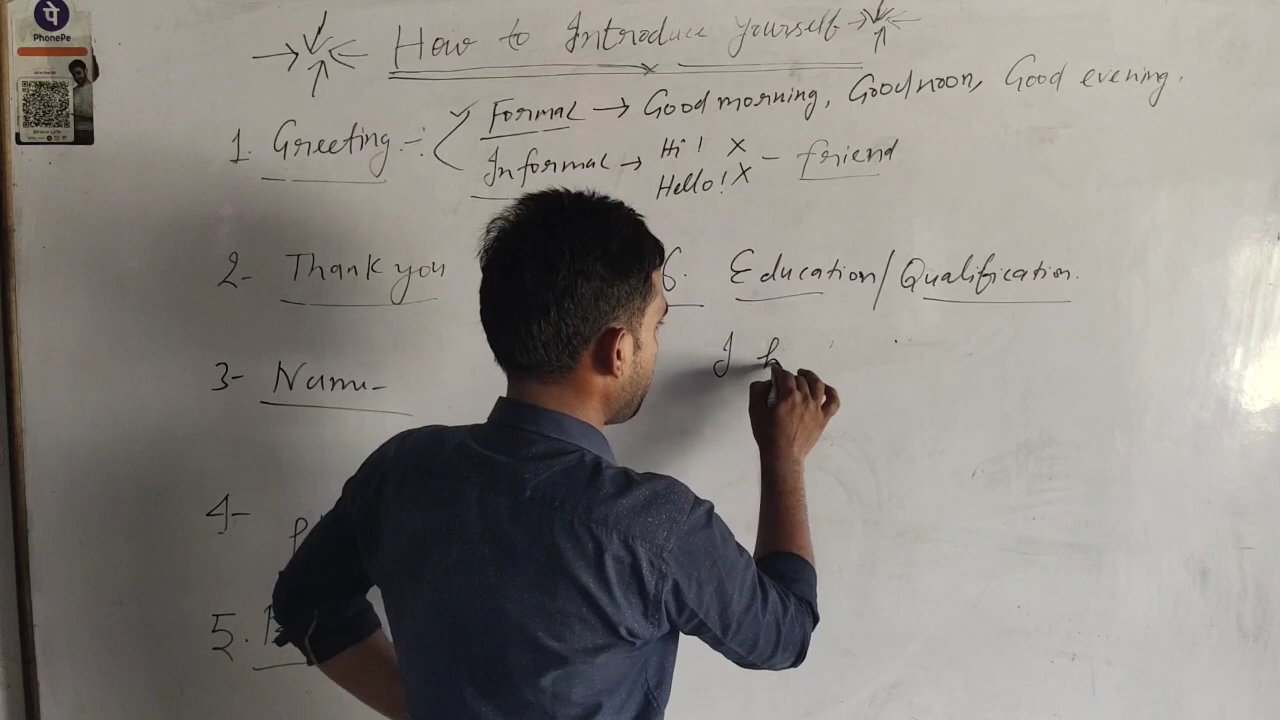 पे
PhonePe
How to Introduce Yourself
1. Greeting :- Formal → Good morning, Good noon, Good evening.
Informal → Hi! X
Hello! X - friend
2- Thank you
6. Education/Qualification.
I h
3- Name-
4-
5.